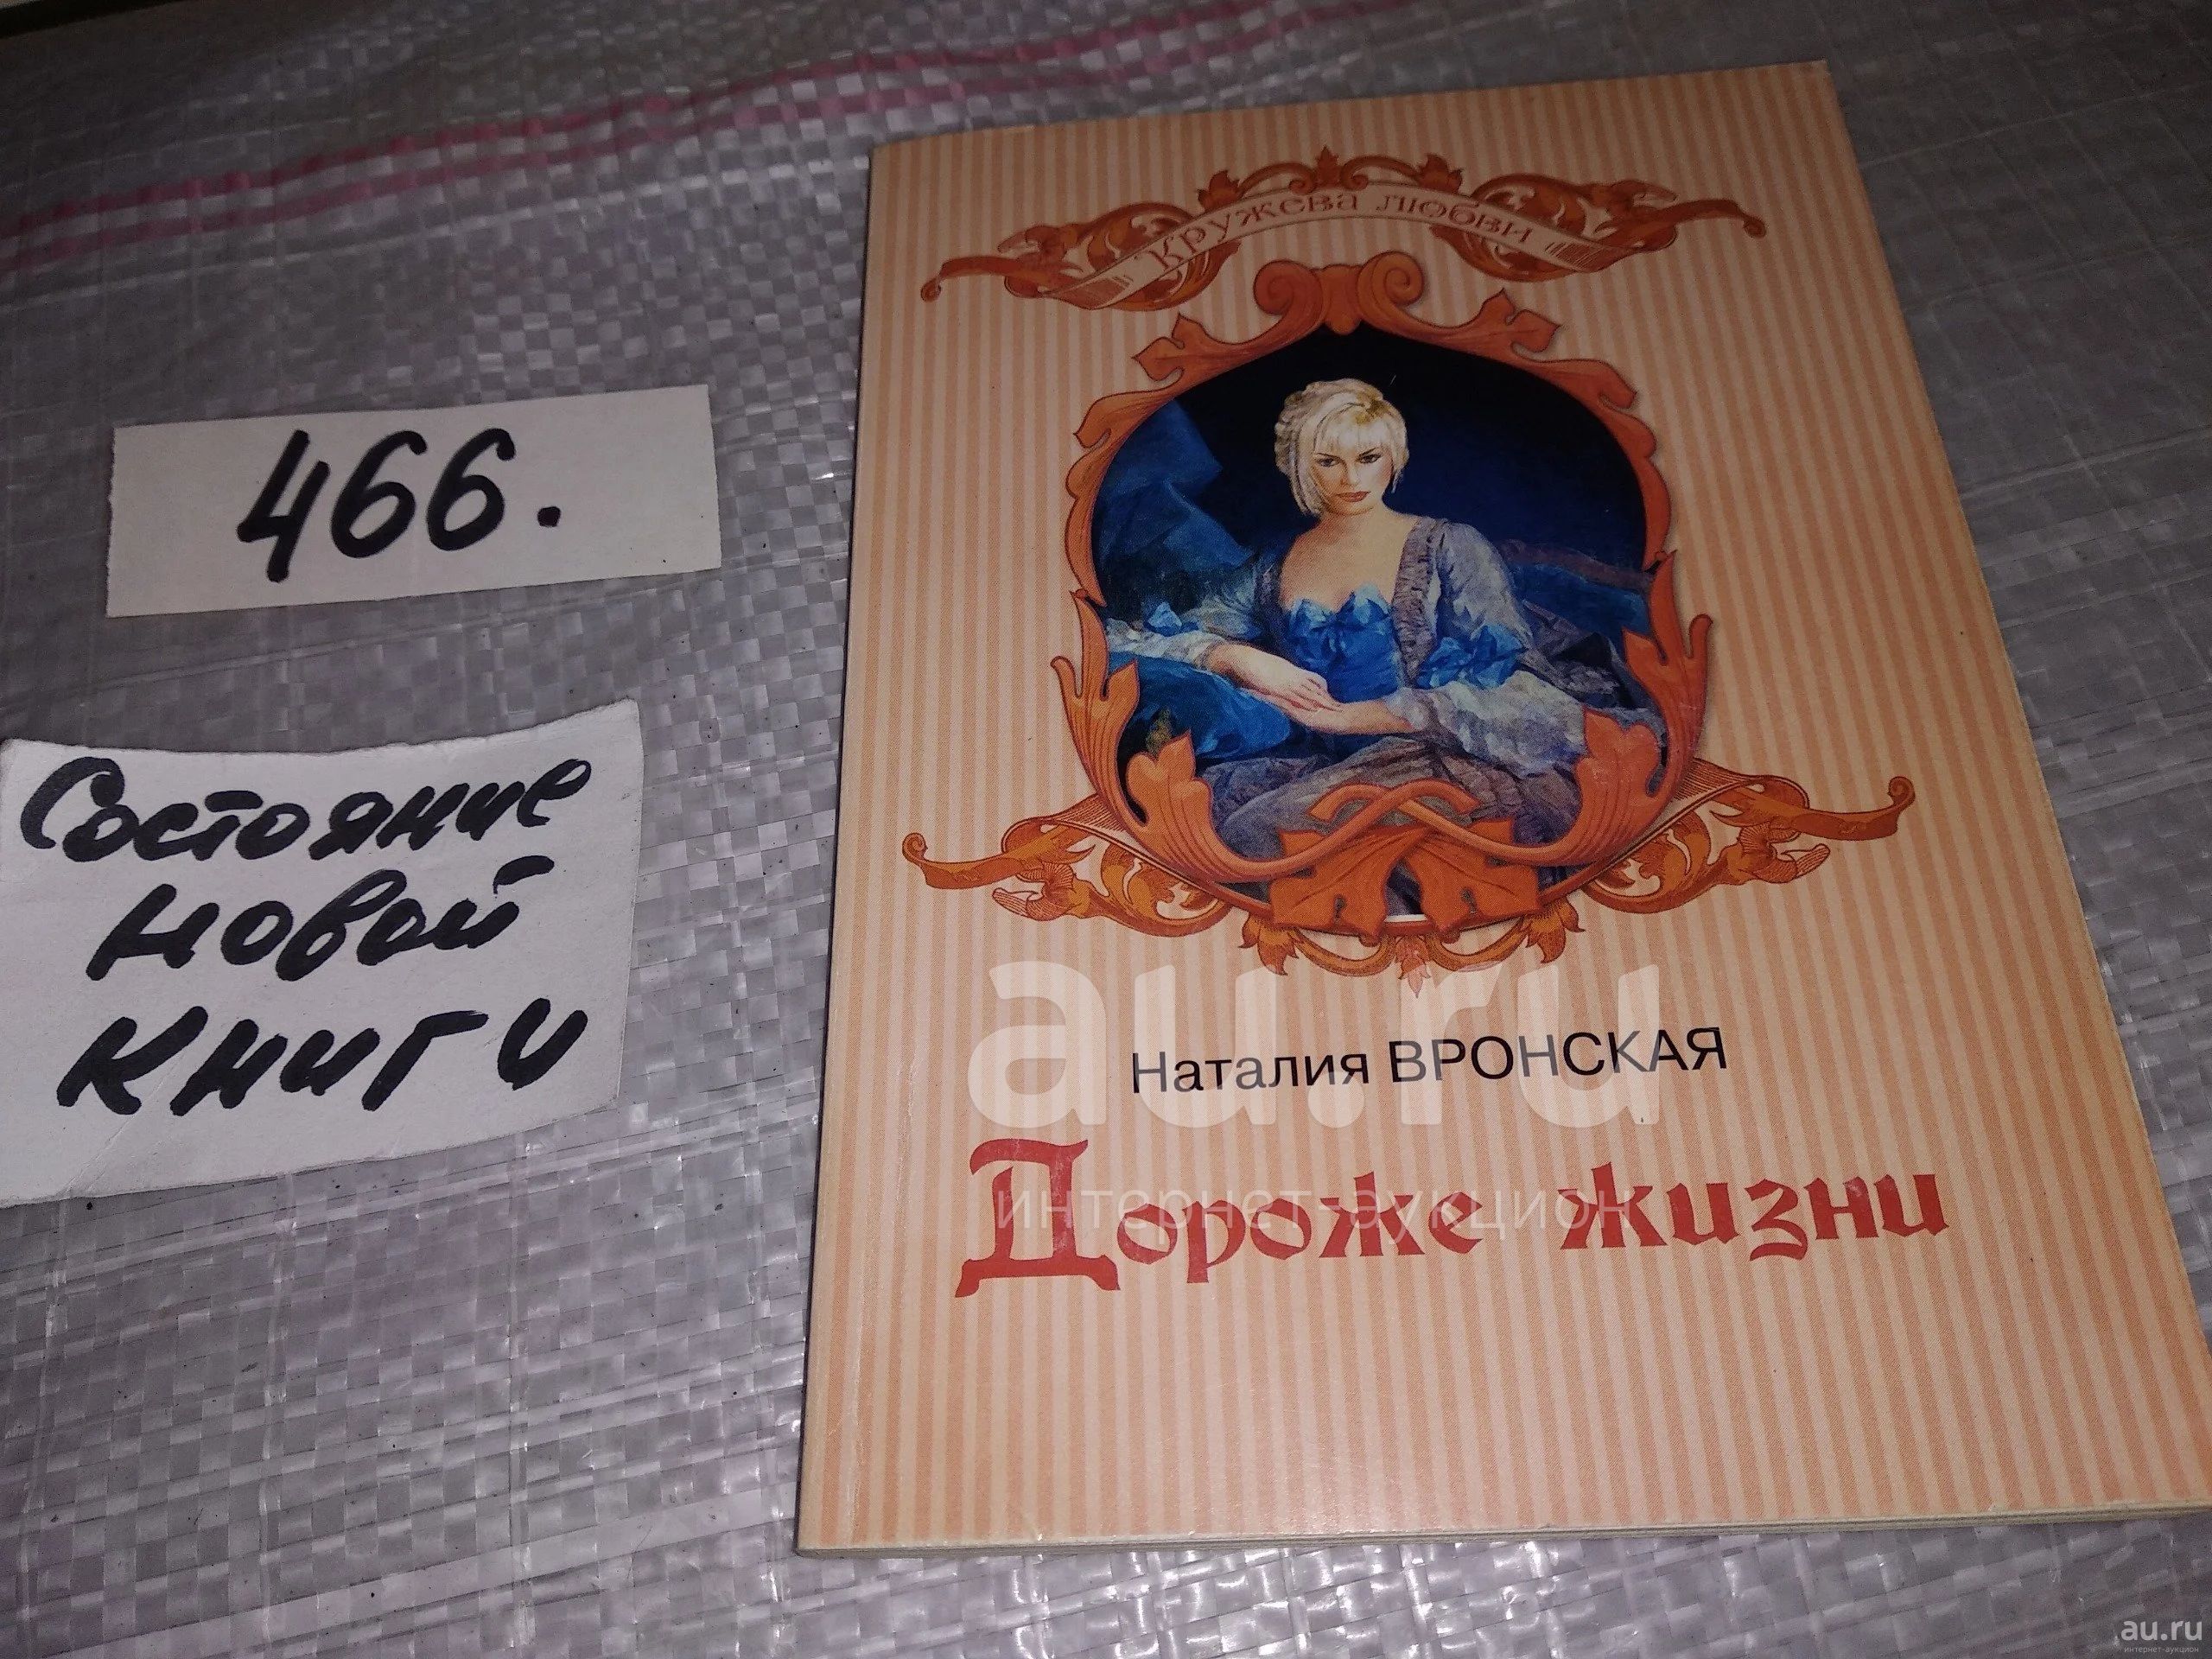 466.
Состояние
новой
книги
Кружева любви
Наталия ВРОНСКАЯ
Дороже жизни
au.ru
интернет-аукцион
au.ru
интернет-аукцион